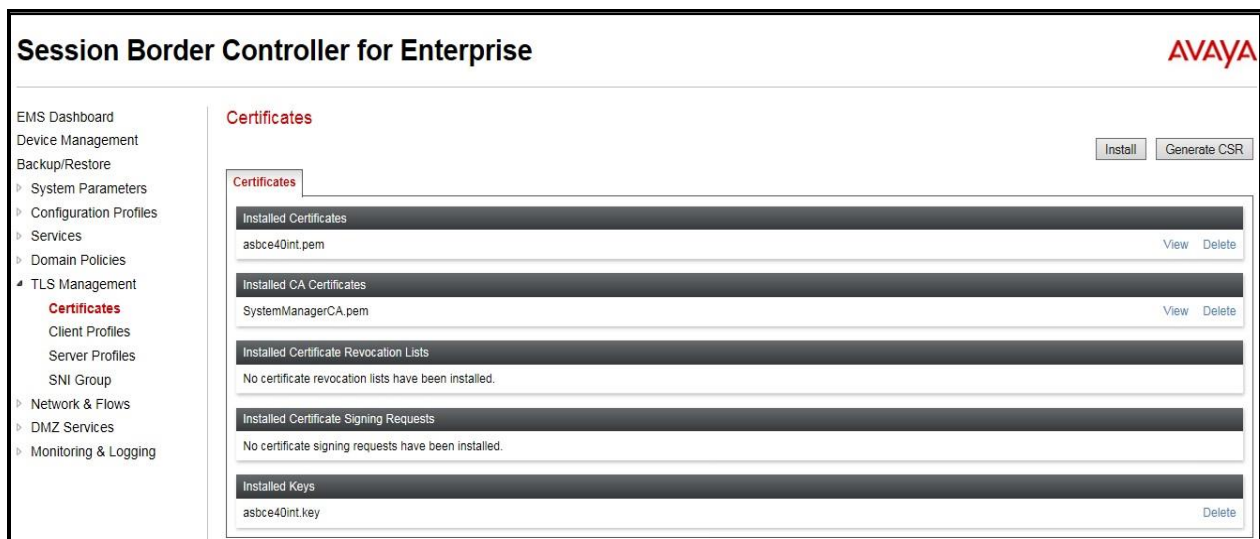 Session Border Controller for Enterprise
AVAYA
EMS Dashboard
Device Management
Backup/Restore
System Parameters
Configuration Profiles
Services
Domain Policies
TLS Management
Certificates
Client Profiles
Server Profiles
SNI Group
Network & Flows
DMZ Services
Monitoring & Logging
Certificates
Install
Generate CSR
Certificates
Installed Certificates
asbce40int.pem View Delete
Installed CA Certificates
SystemManagerCA.pem View Delete
Installed Certificate Revocation Lists
No certificate revocation lists have been installed.
Installed Certificate Signing Requests
No certificate signing requests have been installed.
Installed Keys
asbce40int.key Delete